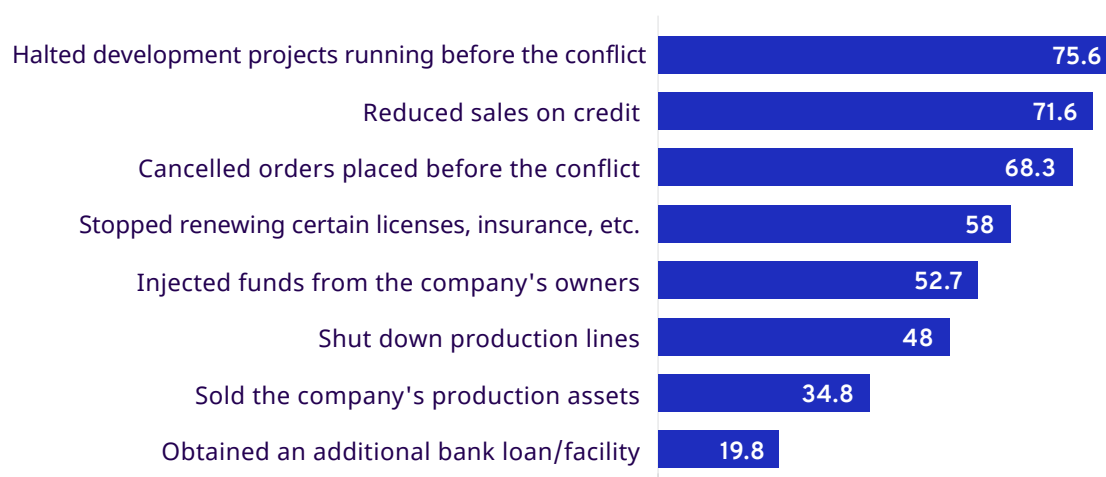 Halted development projects running before the conflict 75.6
Reduced sales on credit 71.6
Cancelled orders placed before the conflict 68.3
Stopped renewing certain licenses, insurance, etc. 58
Injected funds from the company's owners 52.7
Shut down production lines 48
Sold the company's production assets 34.8
Obtained an additional bank loan/facility 19.8